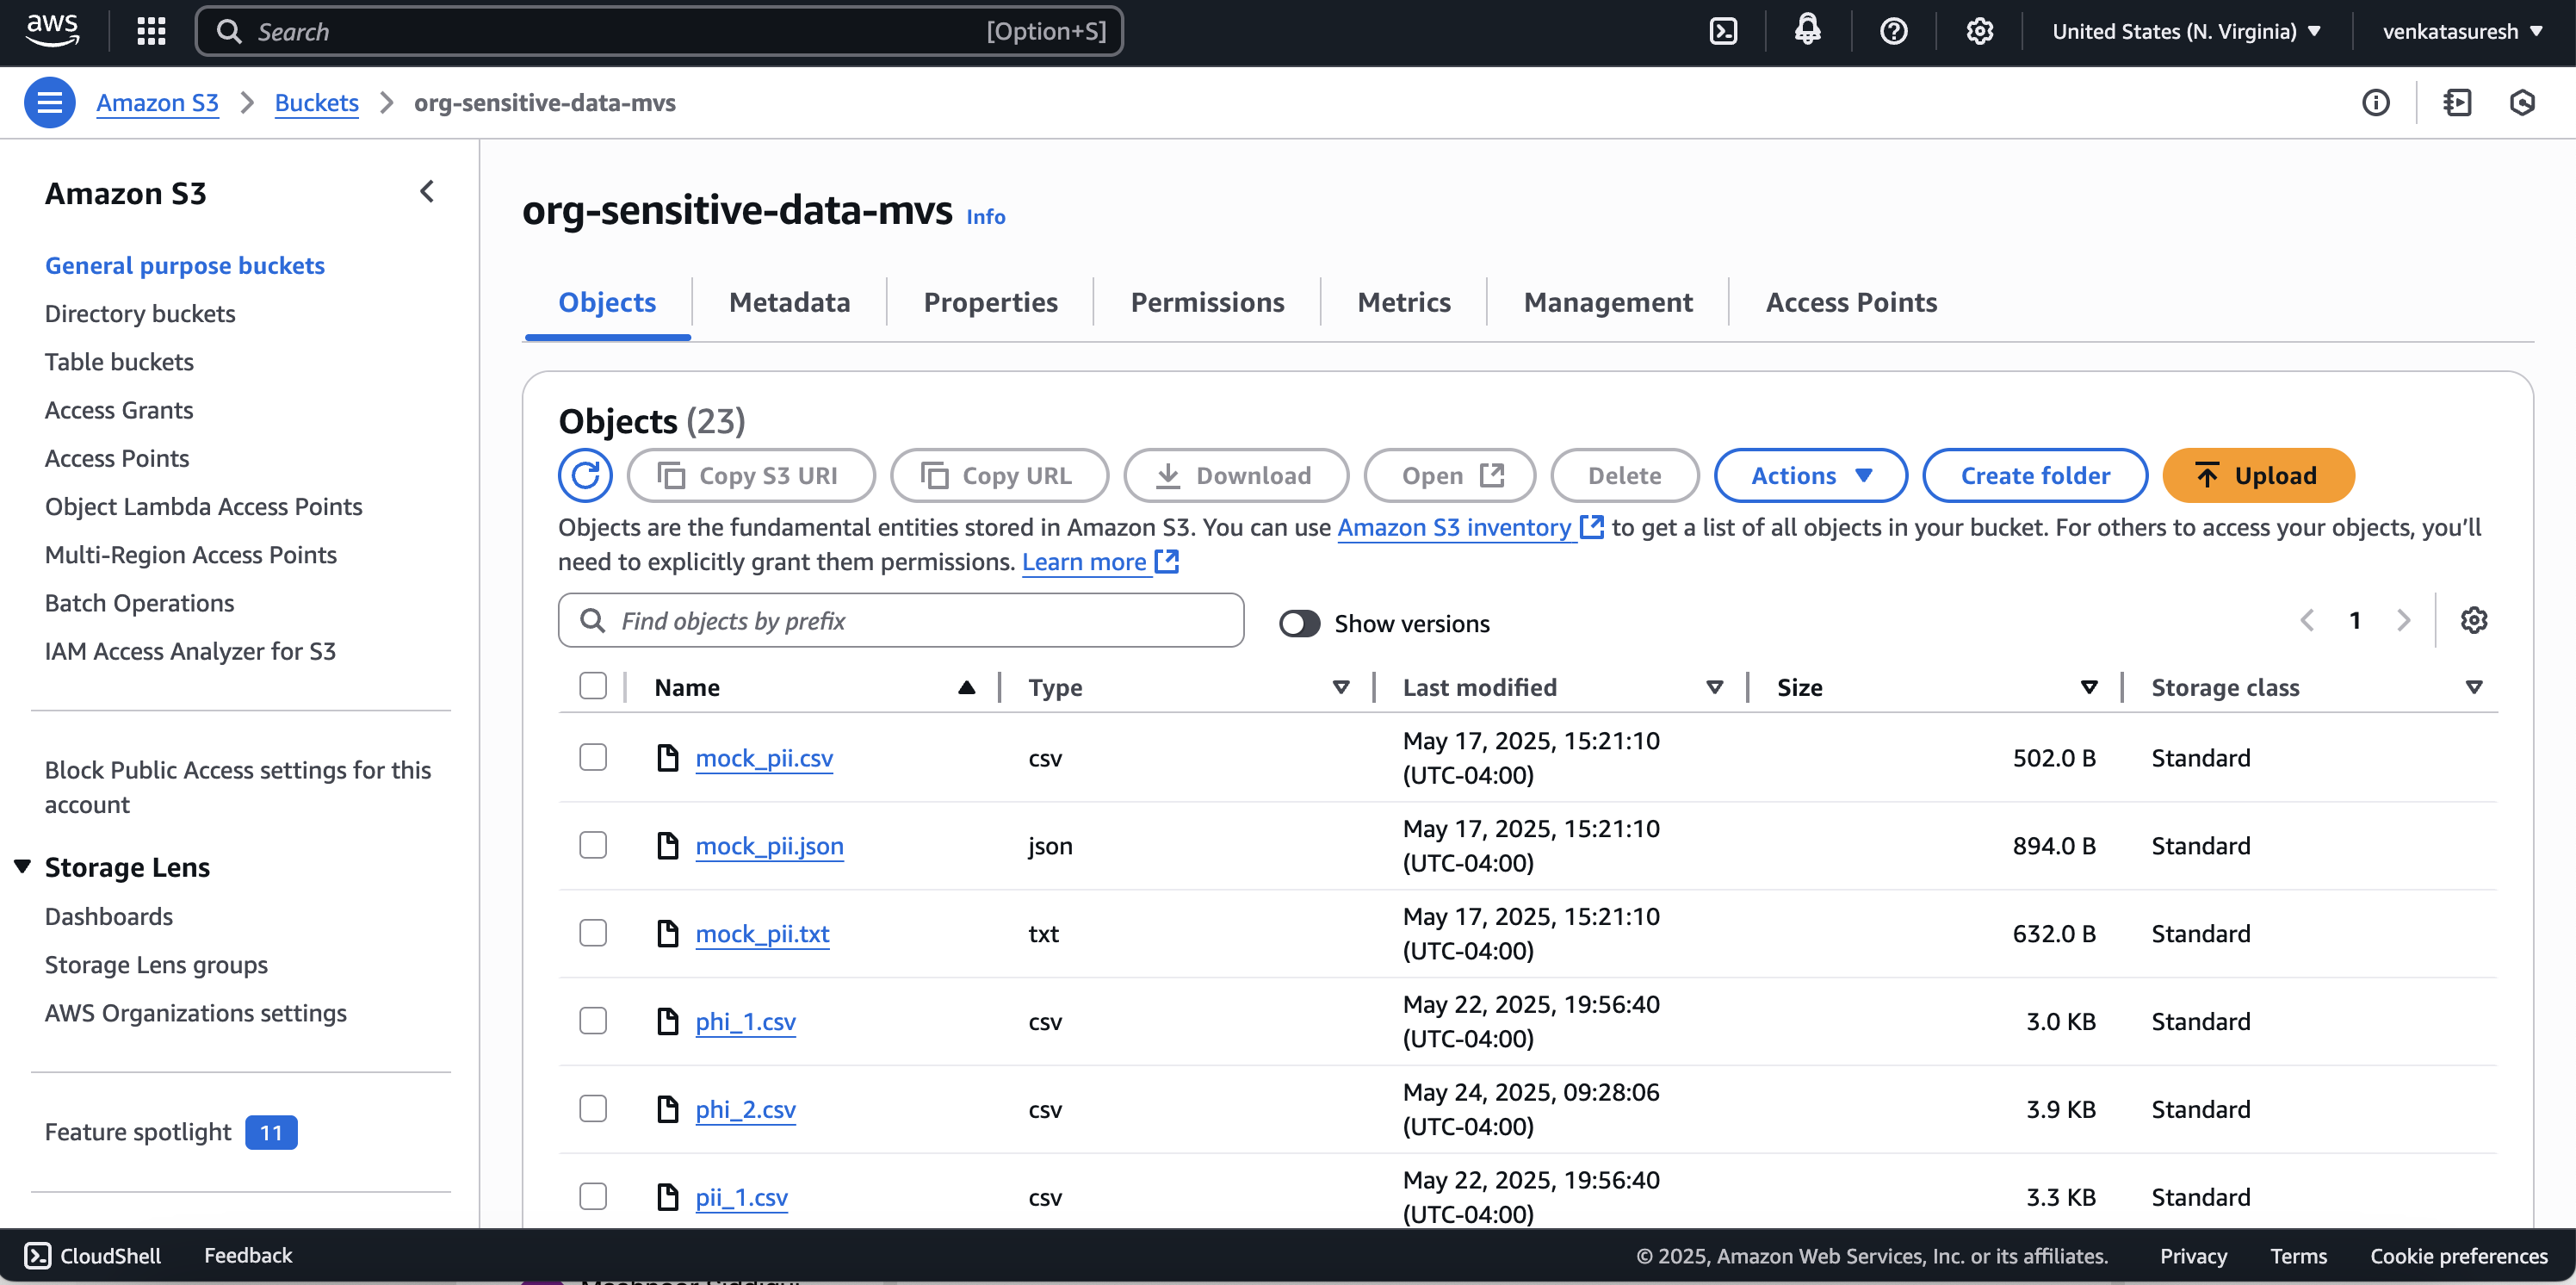 aws
Search [Option+S]
United States (N. Virginia)
venkatasuresh
Amazon S3 > Buckets > org-sensitive-data-mvs
Amazon S3
General purpose buckets
Directory buckets
Table buckets
Access Grants
Access Points
Object Lambda Access Points
Multi-Region Access Points
Batch Operations
IAM Access Analyzer for S3
Block Public Access settings for this
account
Storage Lens
Dashboards
Storage Lens groups
AWS Organizations settings
Feature spotlight 11
org-sensitive-data-mvs Info
Objects Metadata Properties Permissions Metrics Management Access Points
Objects (23)
Copy S3 URI Copy URL Download Open Delete Actions Create folder Upload
Objects are the fundamental entities stored in Amazon S3. You can use Amazon S3 inventory to get a list of all objects in your bucket. For others to access your objects, you’ll
need to explicitly grant them permissions. Learn more
Find objects by prefix
Show versions
1
Name Type Last modified Size Storage class
mock_pii.csv csv May 17, 2025, 15:21:10 (UTC-04:00) 502.0 B Standard
mock_pii.json json May 17, 2025, 15:21:10 (UTC-04:00) 894.0 B Standard
mock_pii.txt txt May 17, 2025, 15:21:10 (UTC-04:00) 632.0 B Standard
phi_1.csv csv May 22, 2025, 19:56:40 (UTC-04:00) 3.0 KB Standard
phi_2.csv csv May 24, 2025, 09:28:06 (UTC-04:00) 3.9 KB Standard
pii_1.csv csv May 22, 2025, 19:56:40 (UTC-04:00) 3.3 KB Standard
CloudShell Feedback © 2025, Amazon Web Services, Inc. or its affiliates. Privacy Terms Cookie preferences